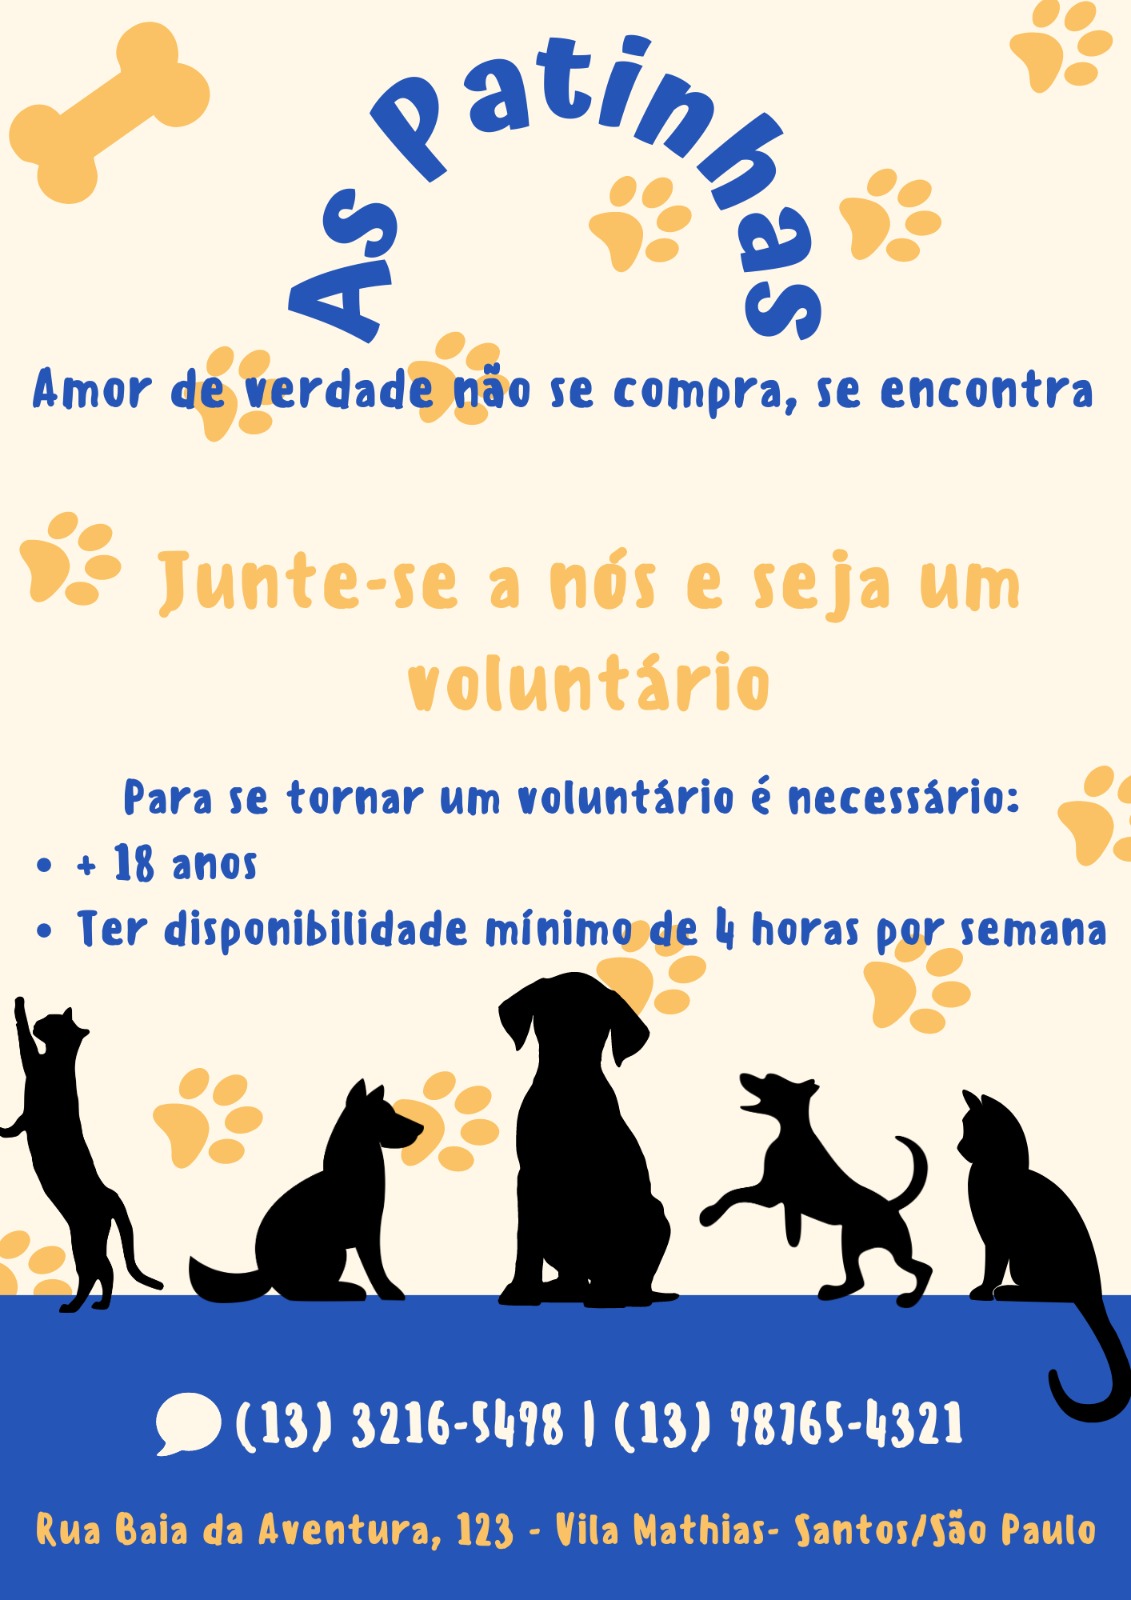 As Patinhas
Amor de verdade não se compra, se encontra
Junte-se a nós e seja um
voluntário
Para se tornar um voluntário é necessário:
• + 18 anos
• Ter disponibilidade mínimo de 4 horas por semana
(13) 3216-5498 | (13) 98765-4321
Rua Baia da Aventura, 123 - Vila Mathias- Santos/São Paulo